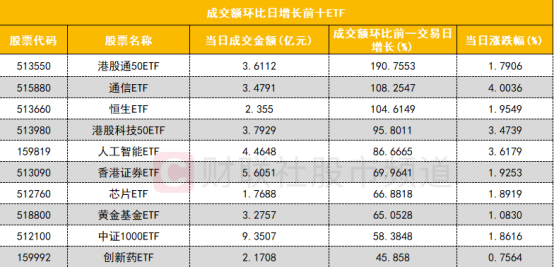 成交额环比日增长前十ETF
股票代码 股票名称 当日成交金额(亿元) 成交额环比前一交易日增长(%) 当日涨跌幅(%)
513550 港股通50ETF 3.6112 190.7553 1.7906
515880 通信ETF 3.4791 108.2547 4.0036
513660 恒生ETF 2.355 104.6149 1.9549
513980 港股科技50ETF 3.7929 95.8011 3.4739
159819 人工智能ETF 4.4648 86.6665 3.6179
513090 香港证券ETF 5.6051 69.9641 1.9253
512760 芯片ETF 1.7688 66.8818 1.8919
518800 黄金基金ETF 3.2757 65.0528 1.0830
512100 中证1000ETF 9.3507 58.3848 1.8616
159992 创新药ETF 2.1708 45.858 0.7564
财联社股市频道